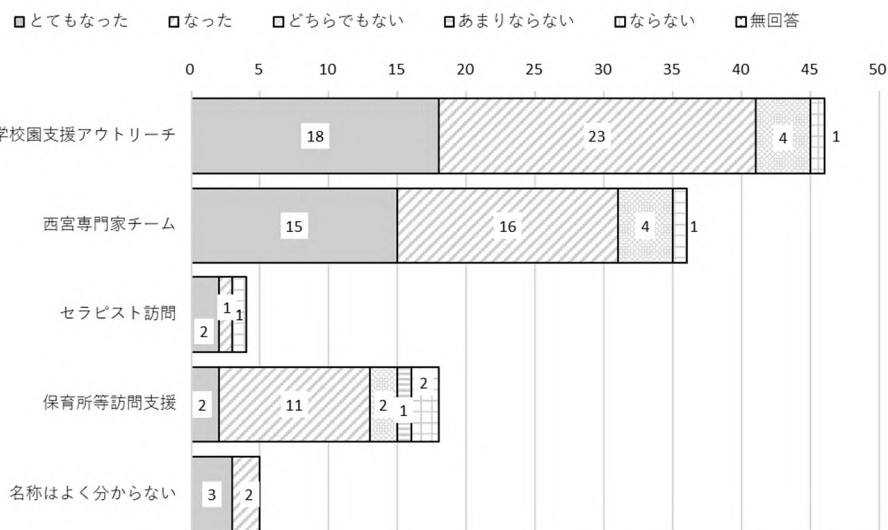 とてもなった なった どちらでもない あまりならない ならない 無回答
0 5 10 15 20 25 30 35 40 45 50
学校園支援アウトリーチ 18 23 4 1
西宮専門家チーム 15 16 4 1
セラピスト訪問 2 1 1
保育所等訪問支援 2 11 2 1 2
名称はよく分からない 3 2